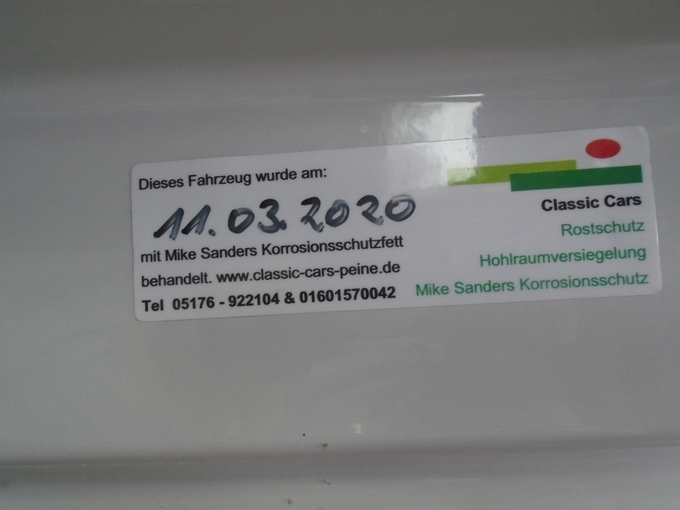 Dieses Fahrzeug wurde am:
11.03.2020
mit Mike Sanders Korrosionsschutzfett
behandelt. www.classic-cars-peine.de
Tel 05176 - 922104 & 01601570042
Classic Cars
Rostschutz
Hohlraumversiegelung
Mike Sanders Korrosionsschutz